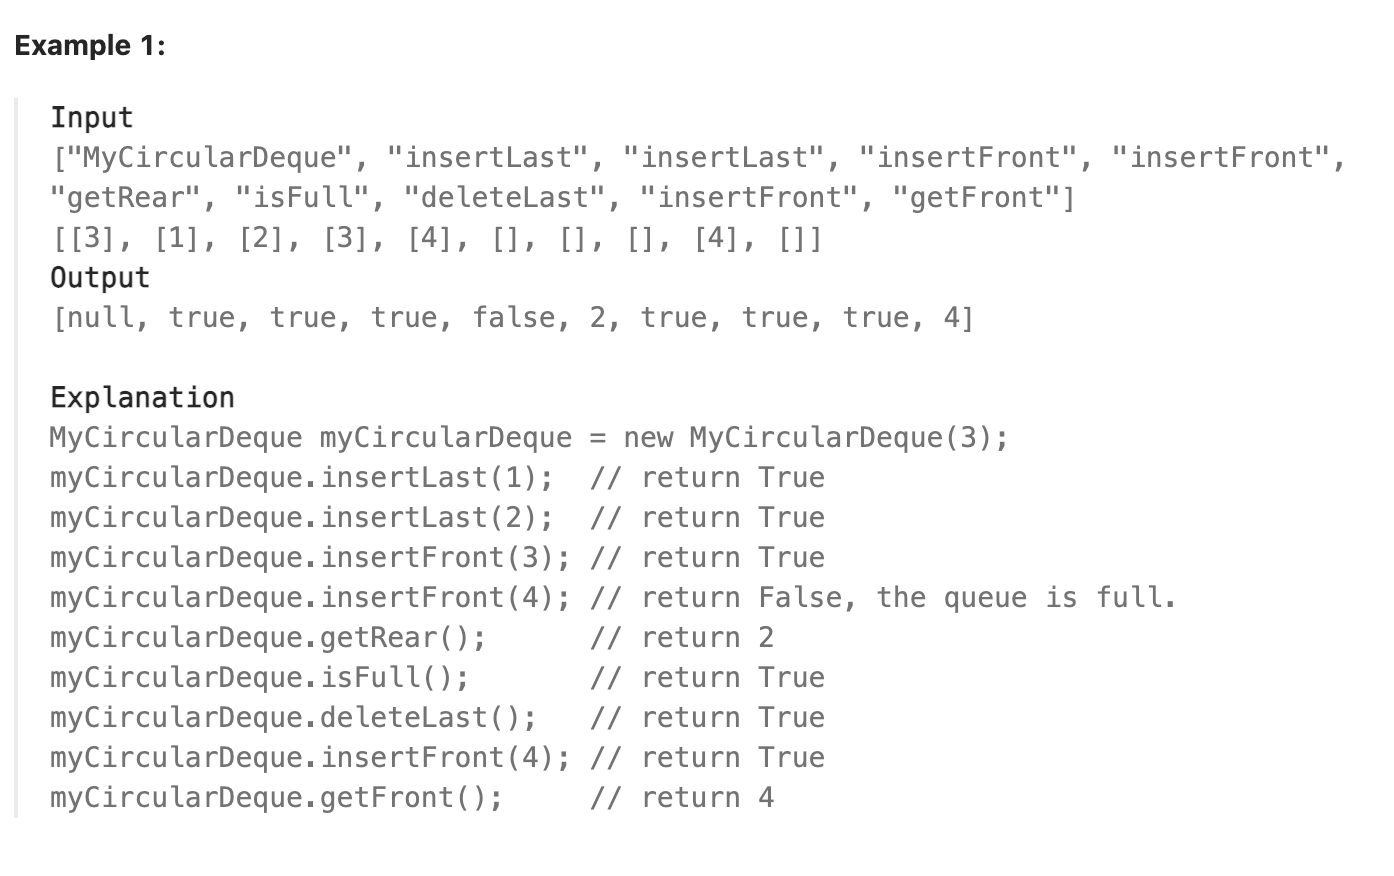 Example 1:
Input
["MyCircularDeque", "insertLast", "insertLast", "insertFront", "insertFront",
"getRear", "isFull", "deleteLast", "insertFront", "getFront"]
[[3], [1], [2], [3], [4], [], [], [], [4], []]
Output
[null, true, true, true, false, 2, true, true, true, 4]
Explanation
MyCircularDeque myCircularDeque = new MyCircularDeque(3);
myCircularDeque.insertLast(1);  // return True
myCircularDeque.insertLast(2);  // return True
myCircularDeque.insertFront(3); // return True
myCircularDeque.insertFront(4); // return False, the queue is full.
myCircularDeque.getRear();      // return 2
myCircularDeque.isFull();       // return True
myCircularDeque.deleteLast();   // return True
myCircularDeque.insertFront(4); // return True
myCircularDeque.getFront();     // return 4